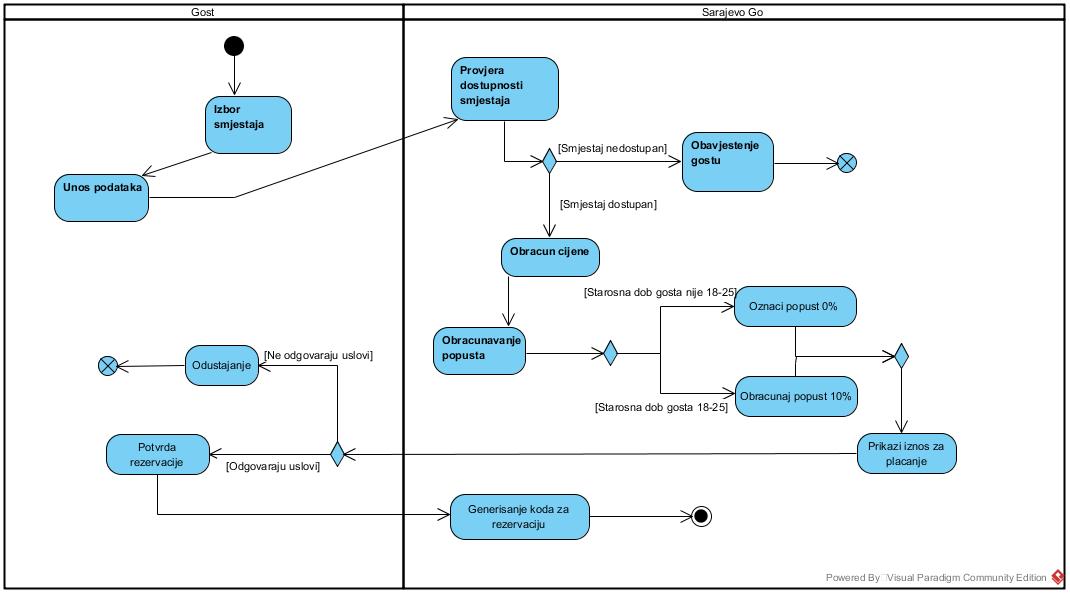 Gost
Sarajevo Go
Izbor
smjestaja
Unos podataka
Provjera
dostupnosti
smjestaja
[Smjestaj nedostupan]
Obavjestenje
gostu
[Smjestaj dostupan]
Obracun cijene
[Starosna dob gosta nije 18-25]
Oznaci popust 0%
Obracunavanje
popusta
[Starosna dob gosta 18-25]
Obracunaj popust 10%
[Ne odgovaraju uslovi]
Odustajanje
Prikazi iznos za
placanje
Potvrda
rezervacije
[Odgovaraju uslovi]
Generisanje koda za
rezervaciju
Powered By Visual Paradigm Community Edition